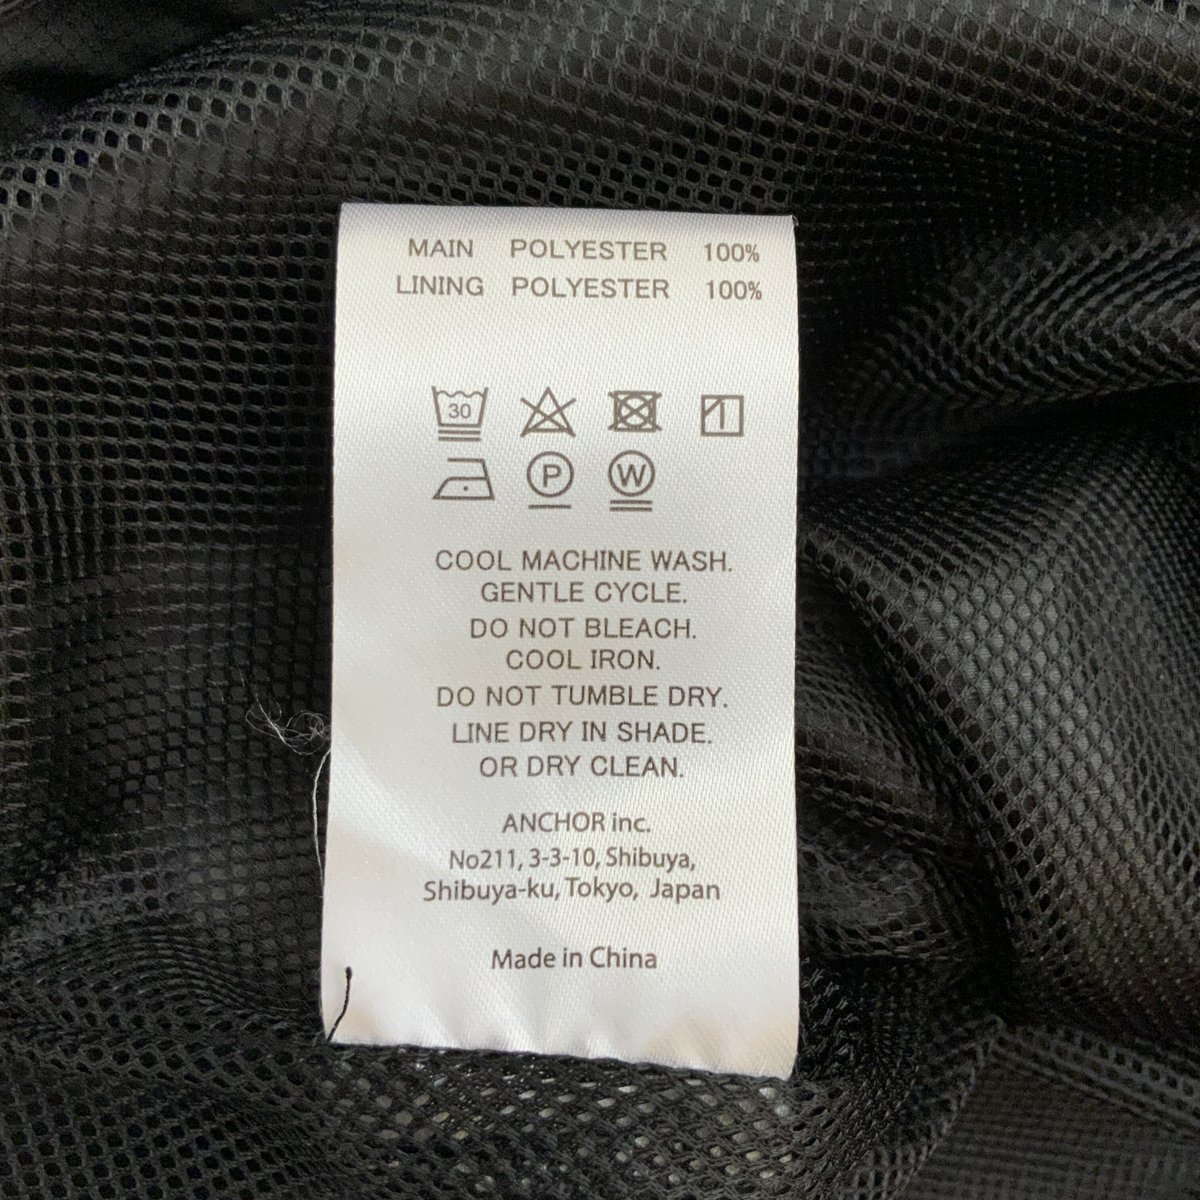 MAIN POLYESTER 100%
LINING POLYESTER 100%
30
P W
COOL MACHINE WASH.
GENTLE CYCLE.
DO NOT BLEACH.
COOL IRON.
DO NOT TUMBLE DRY.
LINE DRY IN SHADE.
OR DRY CLEAN.
ANCHOR inc.
No211, 3-3-10, Shibuya,
Shibuya-ku, Tokyo, Japan
Made in China